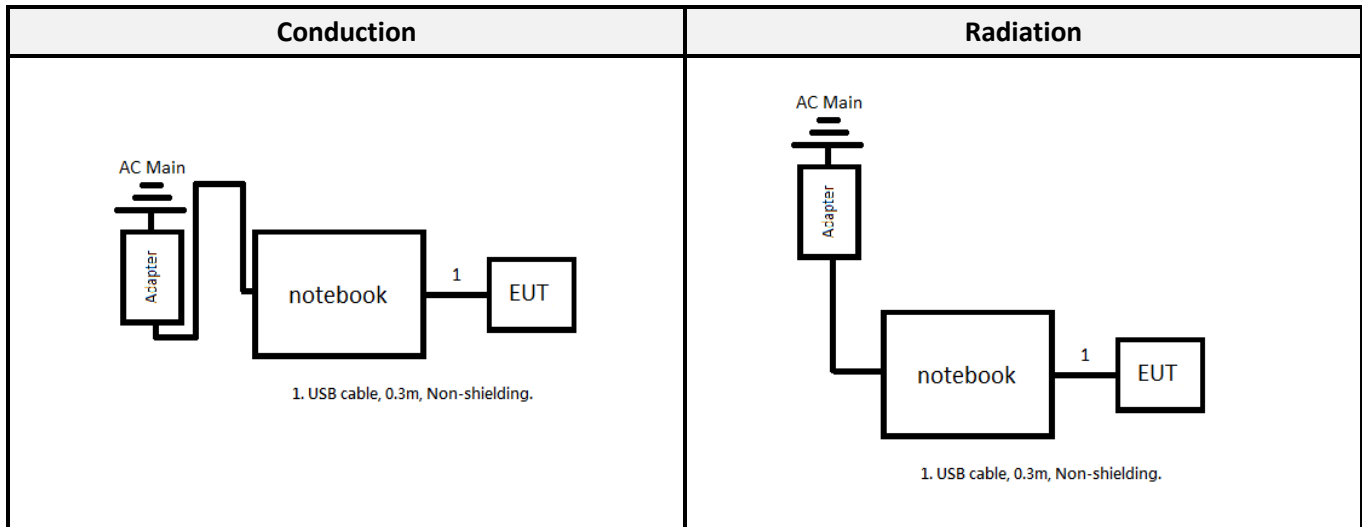 Conduction
Radiation
AC Main
Adapter
notebook
1
EUT
1. USB cable, 0.3m, Non-shielding.
AC Main
Adapter
notebook
1
EUT
1. USB cable, 0.3m, Non-shielding.